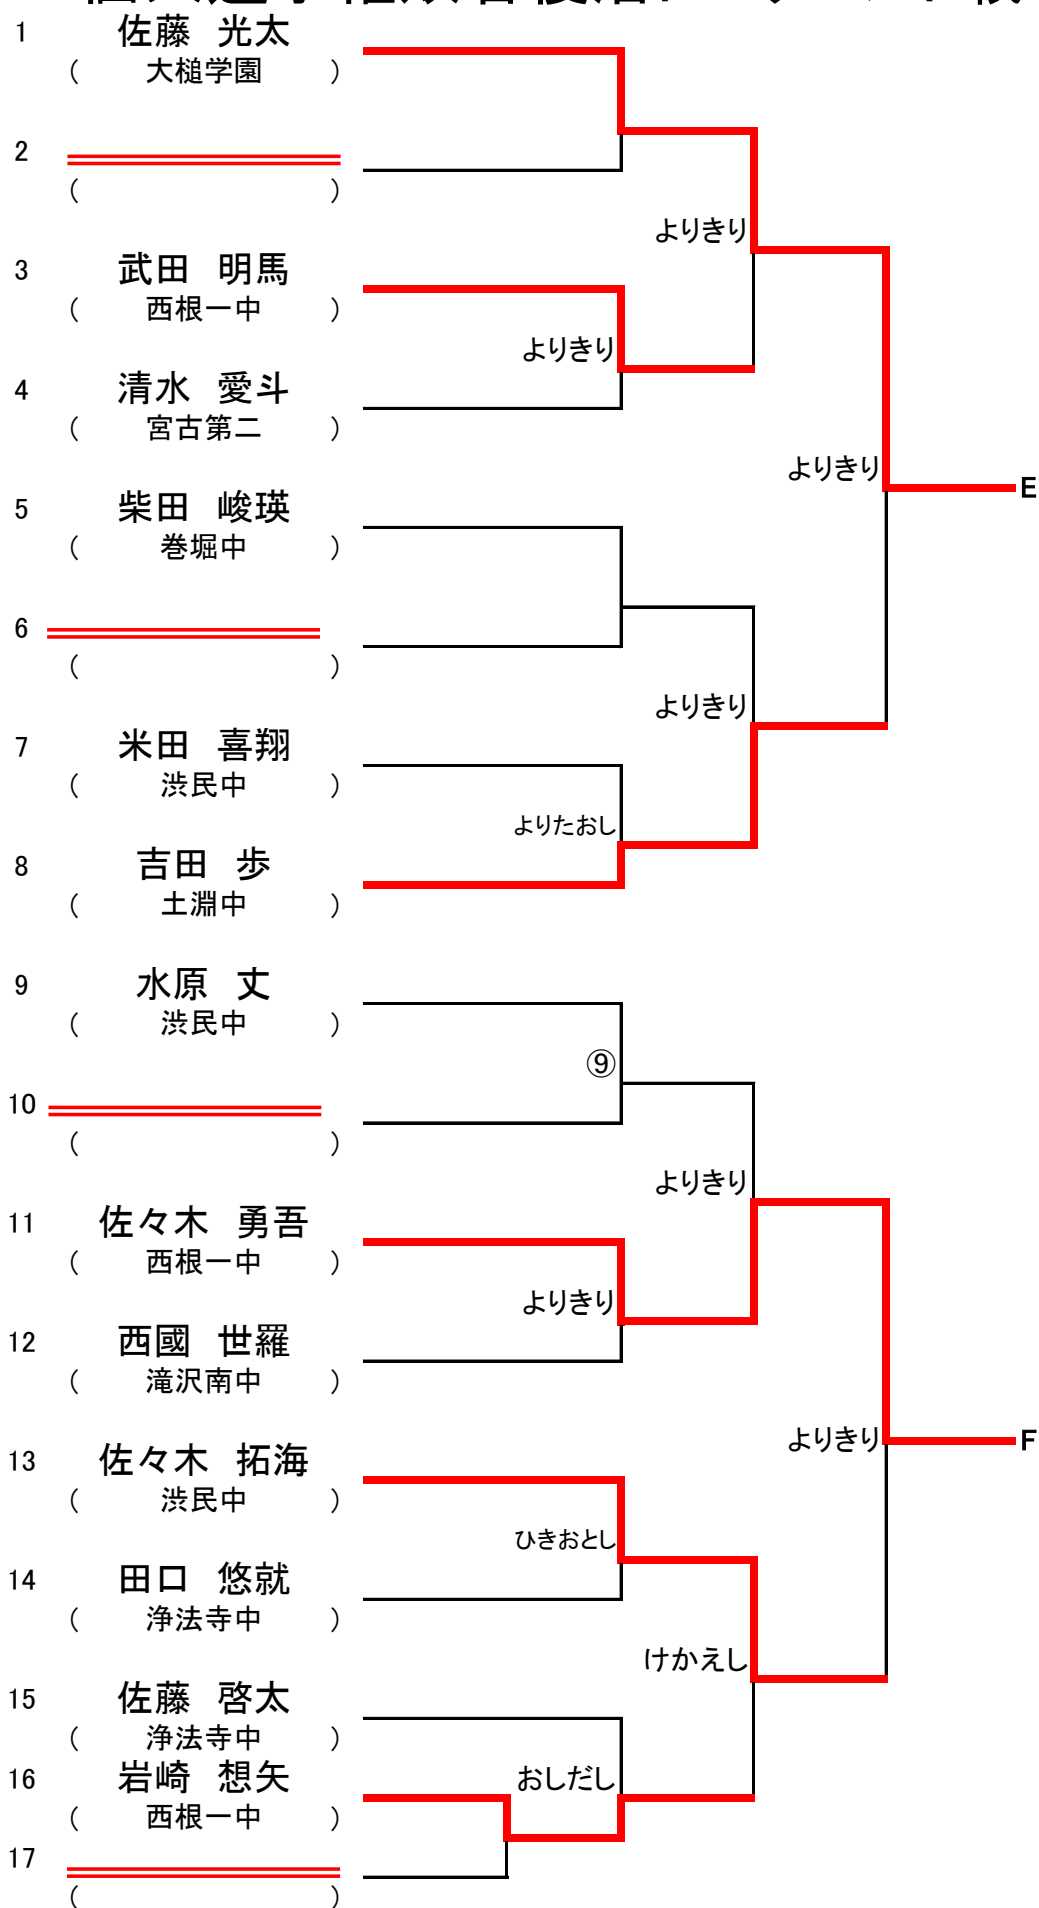 1 佐藤 光太
( 大槌学園 )
2
( )
よりきり
3 武田 明馬
( 西根一中 )
よりきり
4 清水 愛斗
( 宮古第二 )
よりきり
E
5 柴田 峻瑛
( 巻堀中 )
6
( )
よりきり
7 米田 喜翔
( 渋民中 )
よりたおし
8 吉田 歩
( 土淵中 )
9 水原 丈
( 渋民中 )
⑨
10
( )
よりきり
11 佐々木 勇吾
( 西根一中 )
よりきり
12 西國 世羅
( 滝沢南中 )
よりきり
F
13 佐々木 拓海
( 渋民中 )
ひきおとし
14 田口 悠就
( 浄法寺中 )
けかえし
15 佐藤 啓太
( 浄法寺中 )
おしだし
16 岩崎 想矢
( 西根一中 )
17
( )